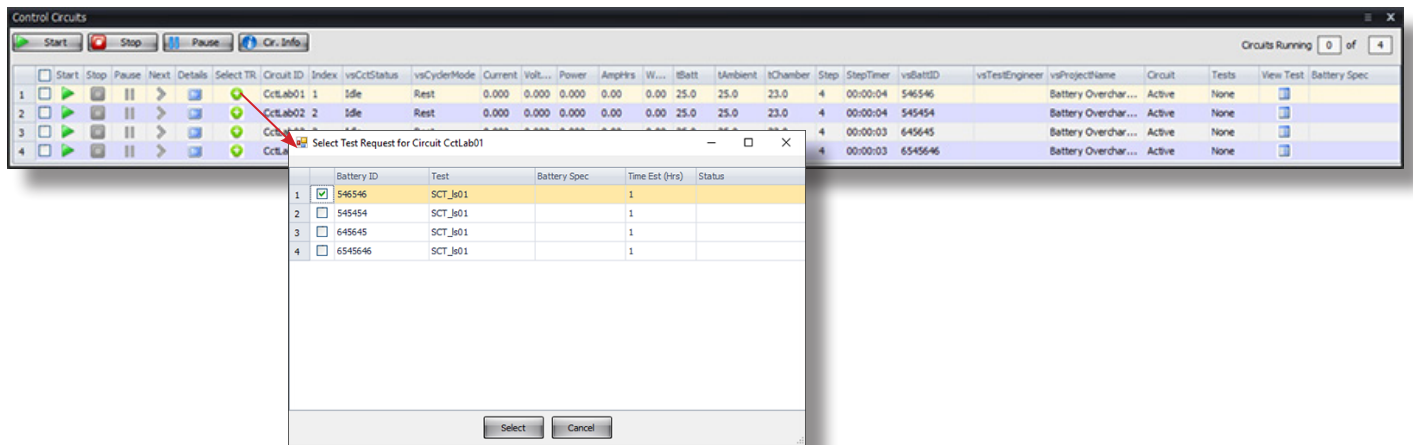 Control Circuits
Start Stop Pause Cir. Info Circuits Running 0 of 4
Start Stop Pause Next Details Select TR Circuit ID Index vsCctStatus vsCyclerMode Current Volt... Power AmpHrs W... tBatt tAmbient tChamber Step StepTimer vsBattID vsTestEngineer vsProjectName Circuit Tests View Test Battery Spec
1 CctLab01 1 Idle Rest 0.000 0.000 0.000 0.00 0.00 25.0 25.0 23.0 4 00:00:04 546546 Battery Overchar... Active None
2 CctLab02 2 Idle Rest 0.000 0.000 0.000 0.00 0.00 25.0 25.0 23.0 4 00:00:04 545454 Battery Overchar... Active None
3 4 00:00:03 645645 Battery Overchar... Active None
4 CctLa 4 00:00:03 6545646 Battery Overchar... Active None
Select Test Request for Circuit CctLab01
Battery ID Test Battery Spec Time Est (Hrs) Status
1 546546 SCT_ls01 1
2 545454 SCT_ls01 1
3 645645 SCT_ls01 1
4 6545646 SCT_ls01 1
Select Cancel